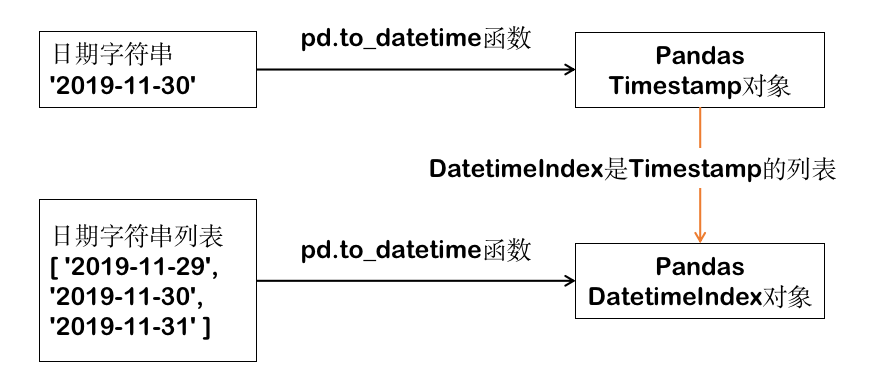 日期字符串
'2019-11-30'
pd.to_datetime函数
Pandas
Timestamp对象
DatetimeIndex是Timestamp的列表
日期字符串列表
[ '2019-11-29',
'2019-11-30',
'2019-11-31' ]
pd.to_datetime函数
Pandas
DatetimeIndex对象